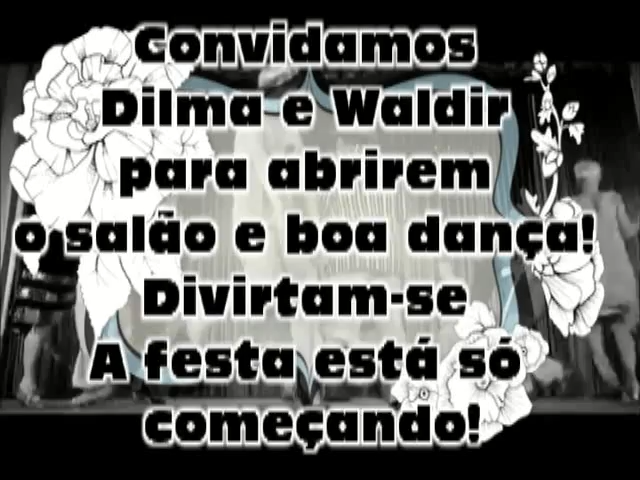 Convidamos
Dilma e Waldir
para abrirem
o salão e boa dança!
Divirtam-se
A festa está só
começando!